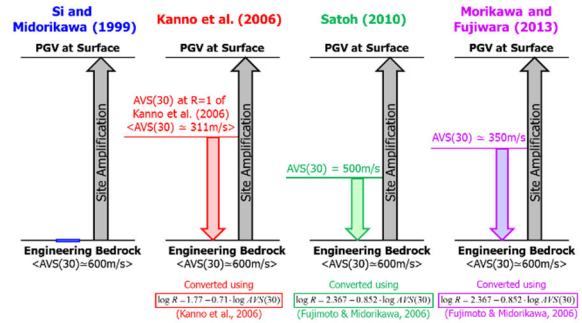 Si and
Midorikawa (1999)
PGV at Surface
Site Amplification
Engineering Bedrock
<AVS(30)≃600m/s>
Kanno et al. (2006)
PGV at Surface
AVS(30) at R=1 of
Kanno et al. (2006)
<AVS(30) ≃ 311m/s>
Site Amplification
Engineering Bedrock
<AVS(30)≃600m/s>
Converted using
log R = 1.77 − 0.71 · log AVS(30)
(Kanno et al., 2006)
Satoh (2010)
PGV at Surface
AVS(30) = 500m/s
Site Amplification
Engineering Bedrock
<AVS(30)≃600m/s>
Converted using
log R = 2.367 − 0.852 · log AVS(30)
(Fujimoto & Midorikawa, 2006)
Morikawa and
Fujiwara (2013)
PGV at Surface
AVS(30) ≃ 350m/s
Site Amplification
Engineering Bedrock
<AVS(30)≃600m/s>
Converted using
log R = 2.367 − 0.852 · log AVS(30)
(Fujimoto & Midorikawa, 2006)